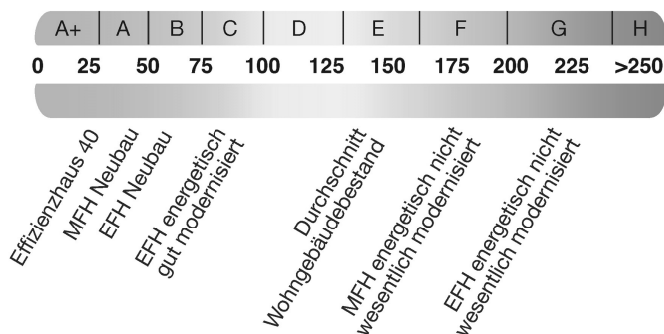 A+ A B C D E F G H
0 25 50 75 100 125 150 175 200 225 >250
Effizienzhaus 40
MFH Neubau
EFH Neubau
EFH energetisch
gut modernisiert
Durchschnitt
Wohngebäudebestand
MFH energetisch nicht
wesentlich modernisiert
EFH energetisch nicht
wesentlich modernisiert